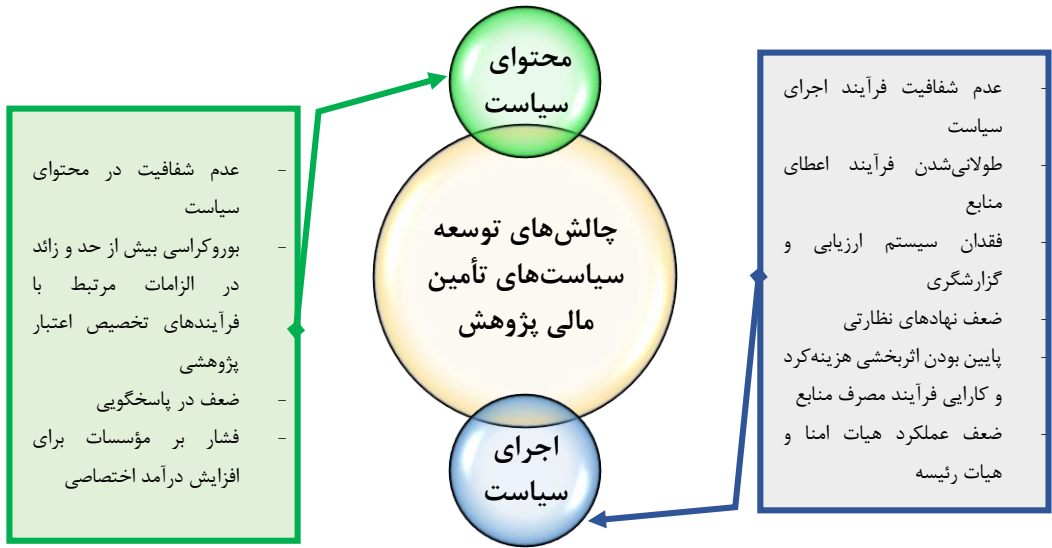 محتوای
سیاست
چالش‌های توسعه
سیاست‌های تأمین
مالی پژوهش
اجرای
سیاست
- عدم شفافیت فرآیند اجرای
سیاست
- طولانی‌شدن فرآیند اعطای
منابع
- فقدان سیستم ارزیابی و
گزارشگری
- ضعف نهادهای نظارتی
- پایین بودن اثربخشی هزینه‌کرد
و کارایی فرآیند مصرف منابع
- ضعف عملکرد هیات امنا و
هیات رئیسه
- عدم شفافیت در محتوای
سیاست
- بوروکراسی بیش از حد و زائد
در الزامات مرتبط با
فرآیندهای تخصیص اعتبار
پژوهشی
- ضعف در پاسخگویی
- فشار بر مؤسسات برای
افزایش درآمد اختصاصی